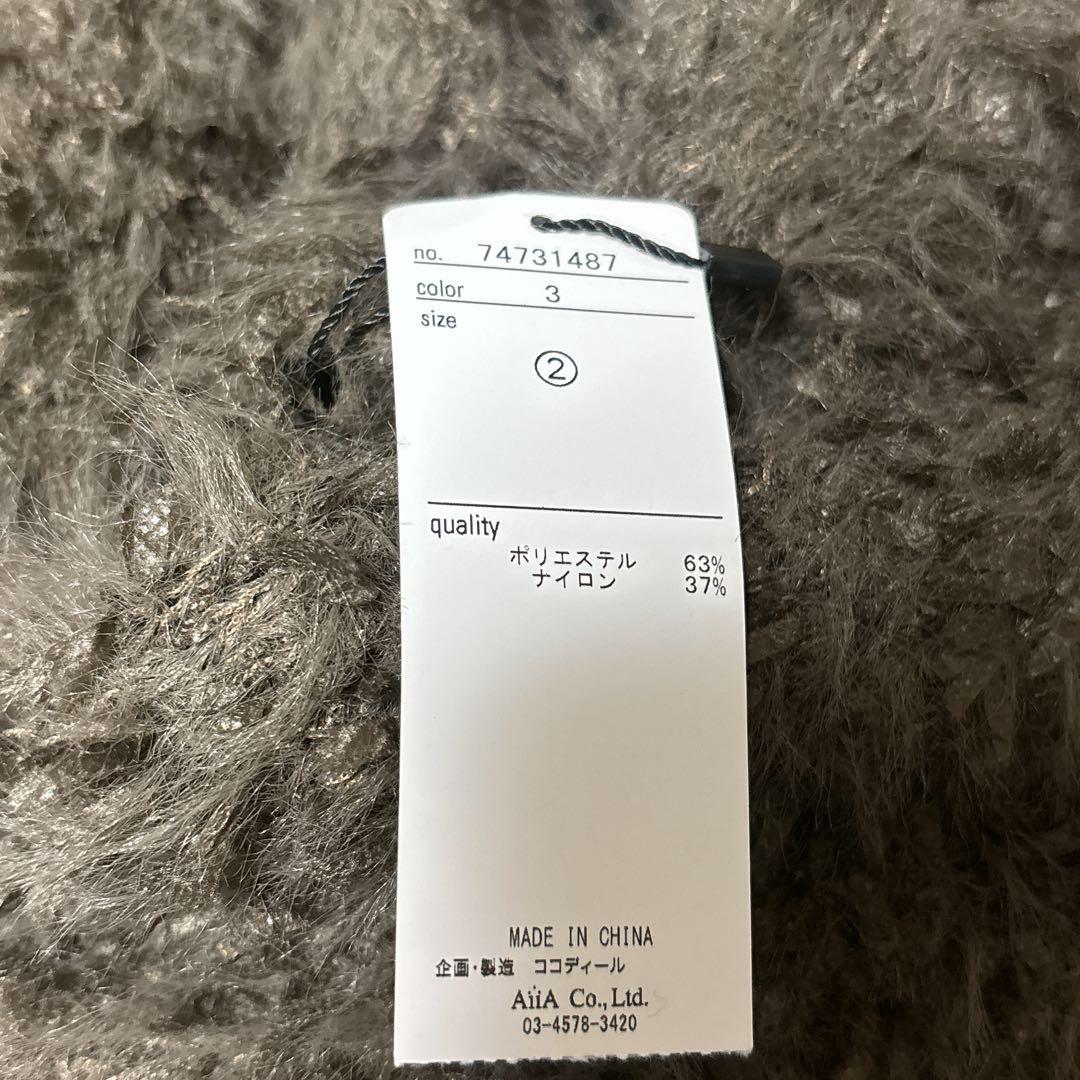 no. 74731487
color 3
size
②
quality
ポリエステル 63%
ナイロン 37%
MADE IN CHINA
企画・製造 ココディール
AiiA Co., Ltd.
03-4578-3420